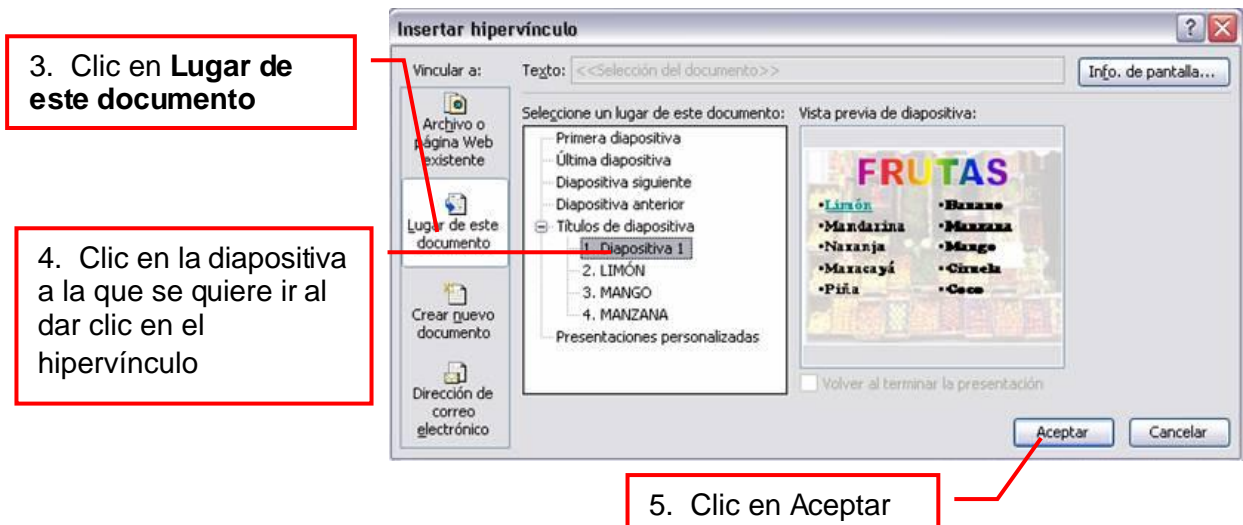 Insertar hipervínculo
3. Clic en Lugar de
este documento
Vincular a:
Texto: <<Selección del documento>>
Info. de pantalla...
Archivo o
página Web
existente
Lugar de este
documento
Crear nuevo
documento
Dirección de
correo
electrónico
Seleccione un lugar de este documento:
Primera diapositiva
Última diapositiva
Diapositiva siguiente
Diapositiva anterior
Títulos de diapositiva
1. Diapositiva 1
2. LIMÓN
3. MANGO
4. MANZANA
Presentaciones personalizadas
Vista previa de diapositiva:
FRUTAS
•Limón
•Mandarina
•Naranja
•Maracayá
•Piña
•Banano
•Manzana
•Mango
•Ciruela
•Coco
Volver al terminar la presentación
4. Clic en la diapositiva
a la que se quiere ir al
dar clic en el
hipervínculo
Aceptar
Cancelar
5. Clic en Aceptar